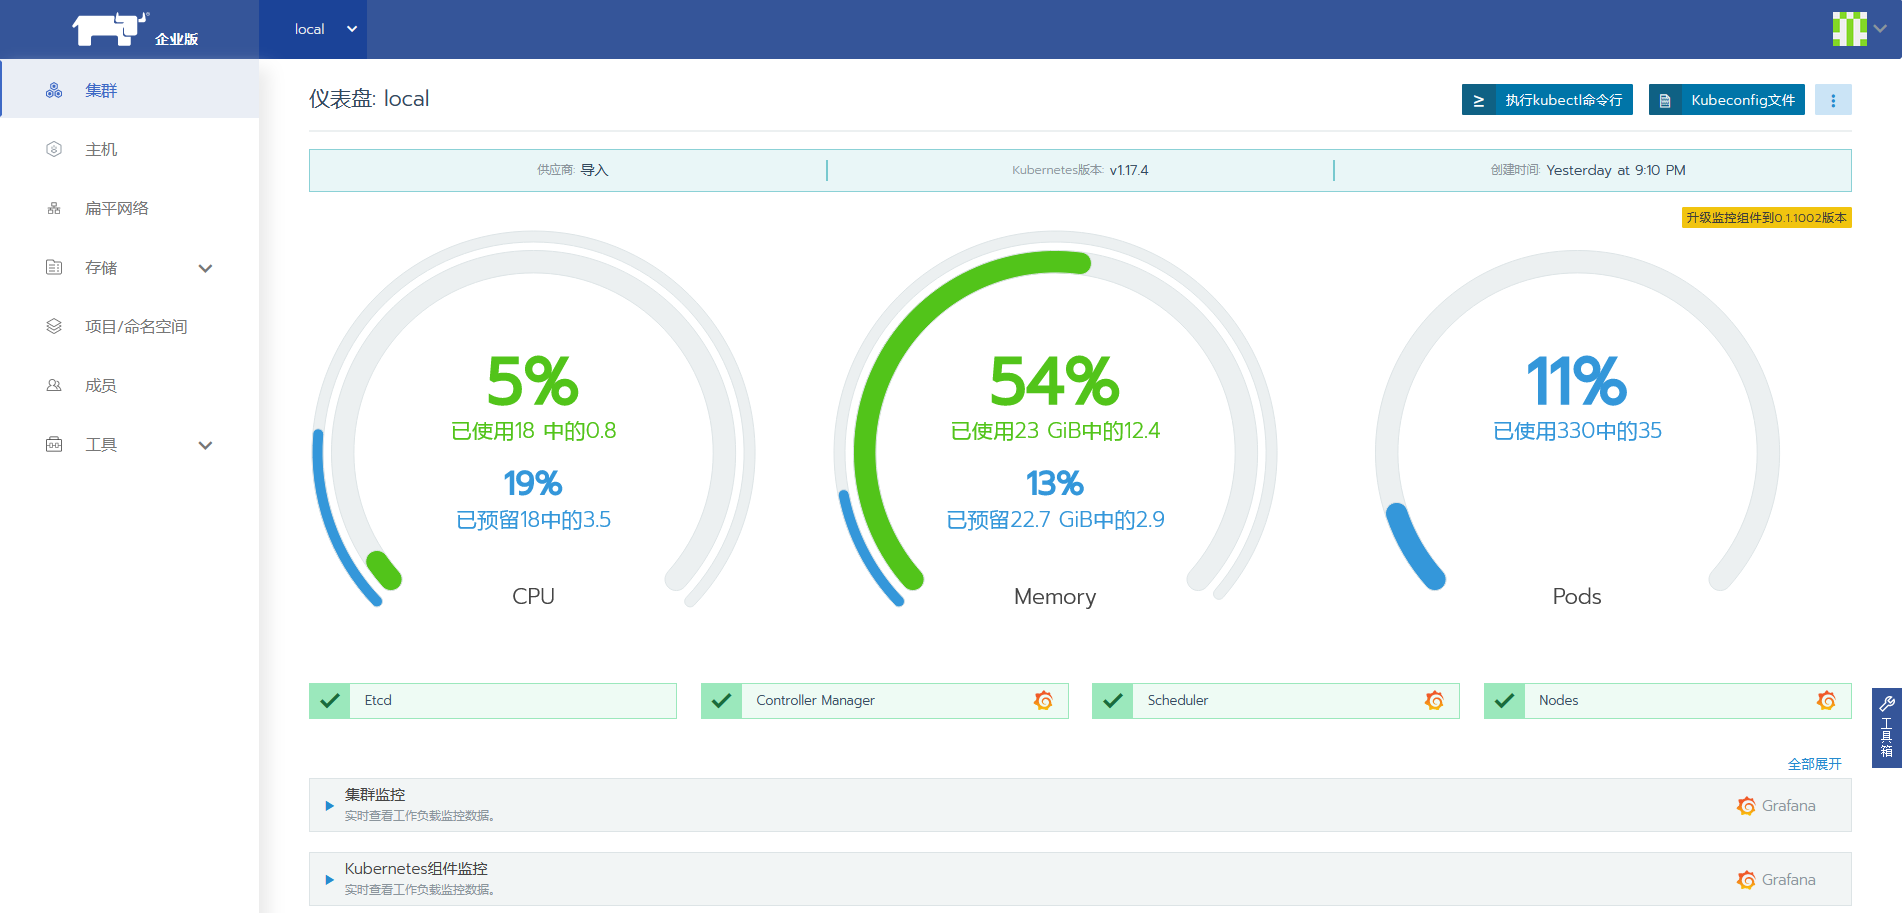 企业版
local
集群
主机
扁平网络
存储
项目/命名空间
成员
工具
仪表盘: local
执行kubectl命令行
Kubeconfig文件
供应商: 导入
Kubernetes版本: v1.17.4
创建时间: Yesterday at 9:10 PM
升级监控组件到0.1.1002版本
5%
已使用18 中的0.8
19%
已预留18中的3.5
CPU
54%
已使用23 GiB中的12.4
13%
已预留22.7 GiB中的2.9
Memory
11%
已使用330中的35
Pods
Etcd
Controller Manager
Scheduler
Nodes
工具箱
全部展开
集群监控
实时查看工作负载监控数据。
Grafana
Kubernetes组件监控
实时查看工作负载监控数据。
Grafana